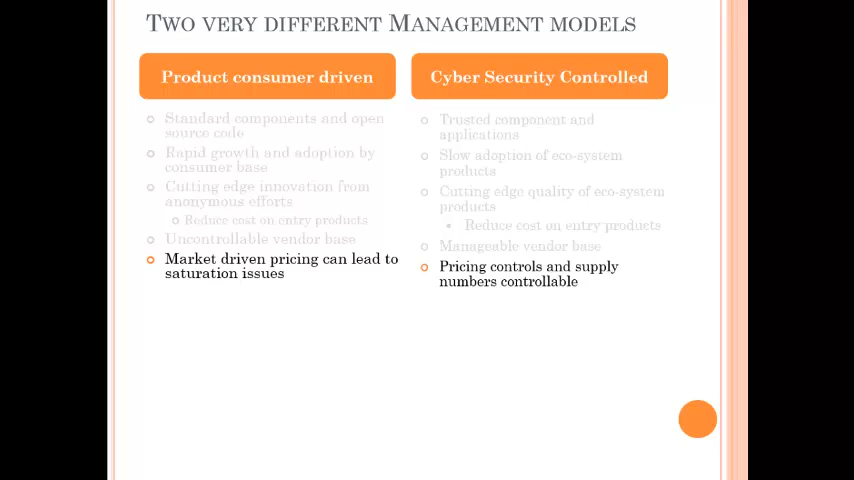 TWO VERY DIFFERENT MANAGEMENT MODELS
Product consumer driven
Standard components and open
source code
Rapid growth and adoption by
consumer base
Cutting edge innovation from
anonymous efforts
Reduce cost on entry products
Uncontrollable vendor base
Market driven pricing can lead to
saturation issues
Cyber Security Controlled
Trusted component and
applications
Slow adoption of eco-system
products
Cutting edge quality of eco-system
products
Reduce cost on entry products
Manageable vendor base
Pricing controls and supply
numbers controllable